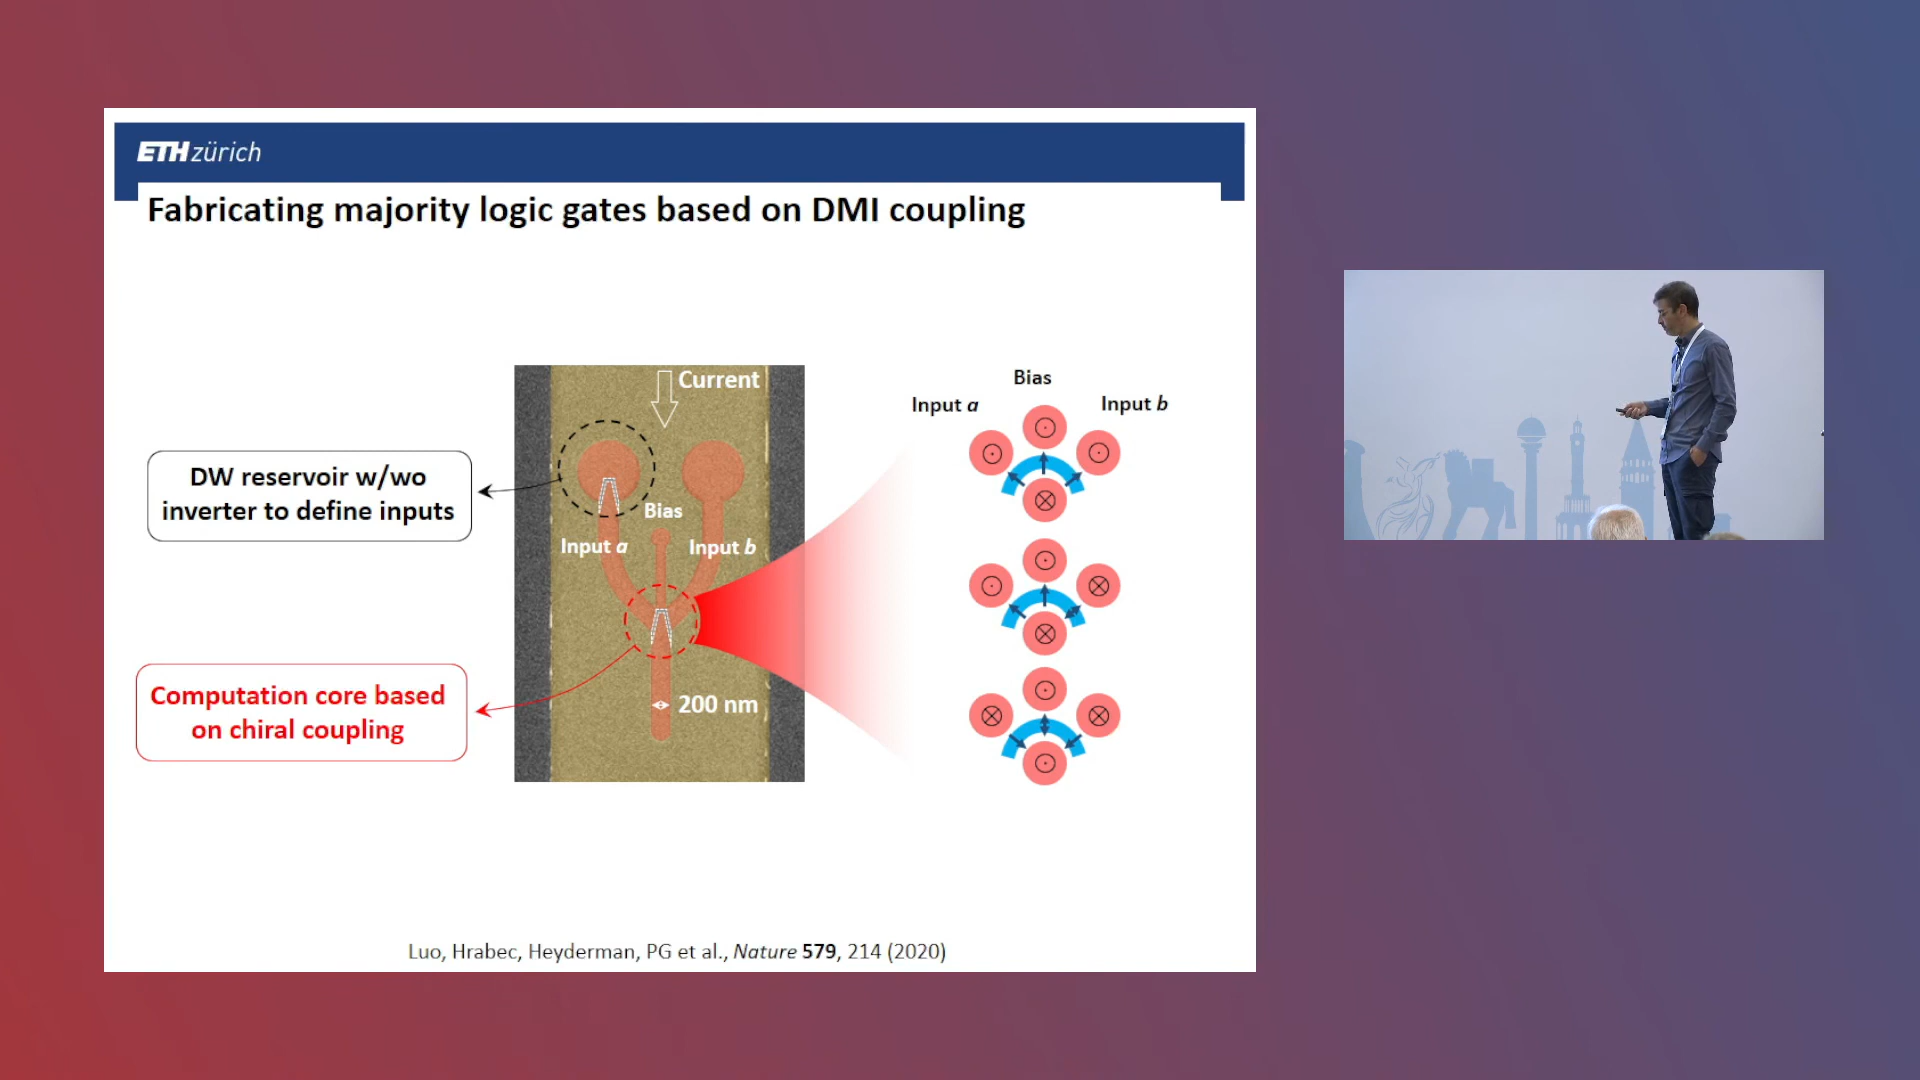 ETH zürich
Fabricating majority logic gates based on DMI coupling
Current
DW reservoir w/wo
inverter to define inputs
Bias
Input a
Input b
Computation core based
on chiral coupling
200 nm
Bias
Input a
Input b
Luo, Hrabec, Heyderman, PG et al., Nature 579, 214 (2020)